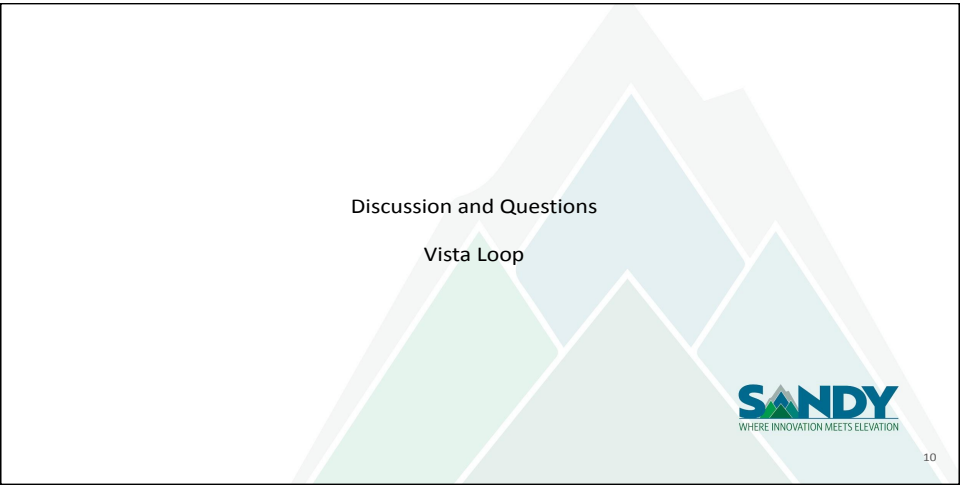 Discussion and Questions
Vista Loop
SANDY
WHERE INNOVATION MEETS ELEVATION
10